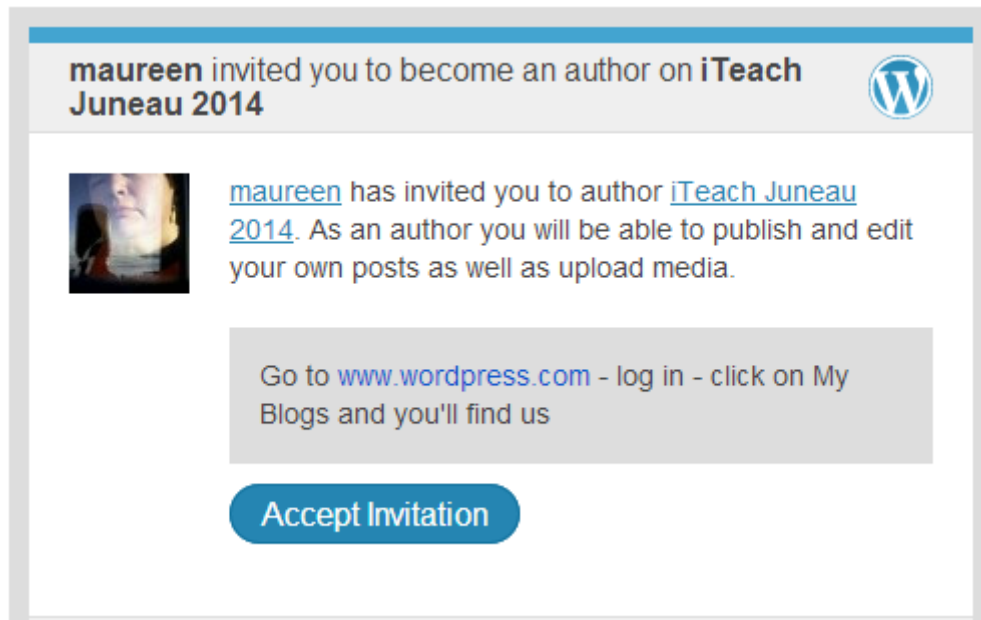 maureen invited you to become an author on iTeach
Juneau 2014
maureen has invited you to author iTeach Juneau
2014. As an author you will be able to publish and edit
your own posts as well as upload media.
Go to www.wordpress.com - log in - click on My
Blogs and you'll find us
Accept Invitation